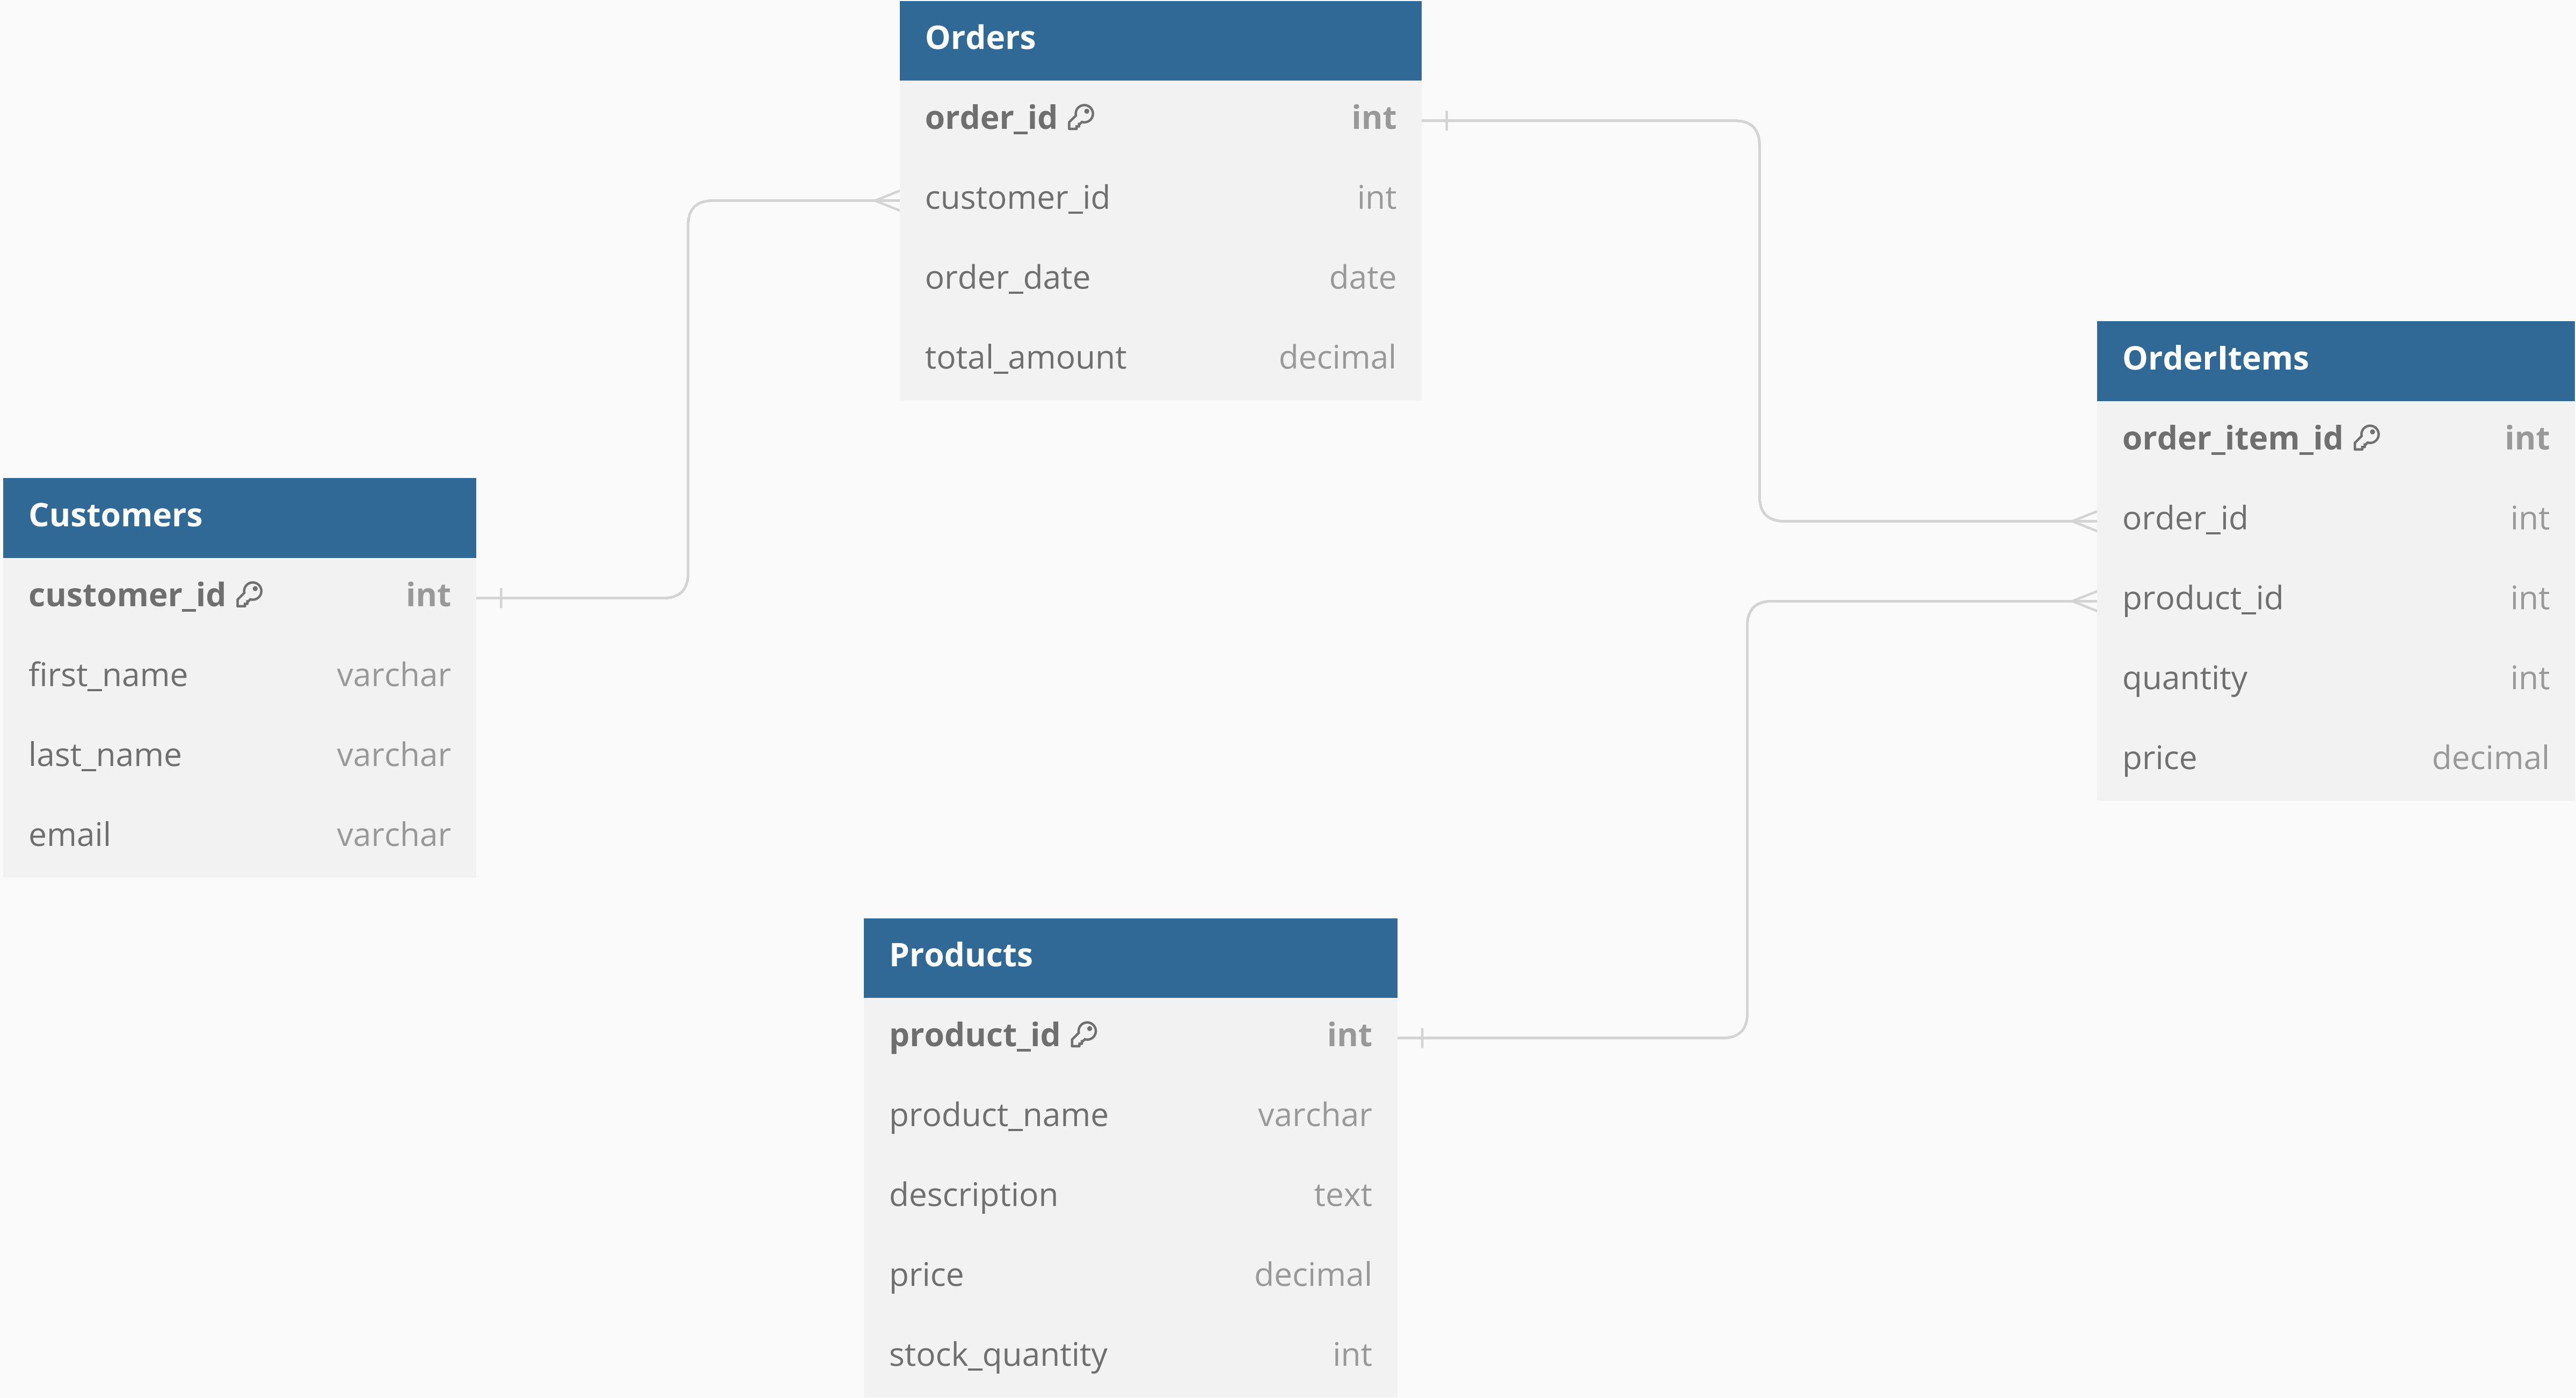 Orders
order_id int
customer_id int
order_date date
total_amount decimal
OrderItems
order_item_id int
order_id int
product_id int
quantity int
price decimal
Customers
customer_id int
first_name varchar
last_name varchar
email varchar
Products
product_id int
product_name varchar
description text
price decimal
stock_quantity int